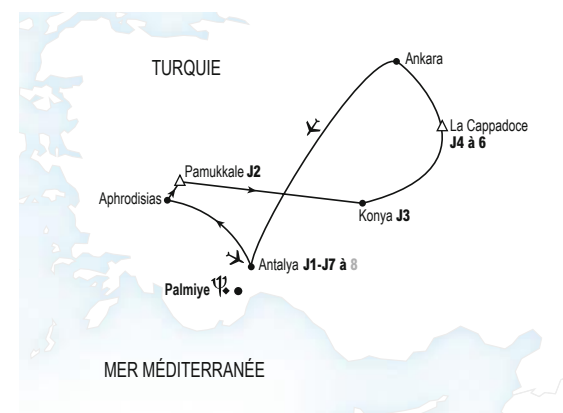 TURQUIE
Ankara
La Cappadoce
J4 à 6
Pamukkale J2
Aphrodisias
Konya J3
Antalya J1-J7 à 8
Palmiye
MER MÉDITERRANÉE